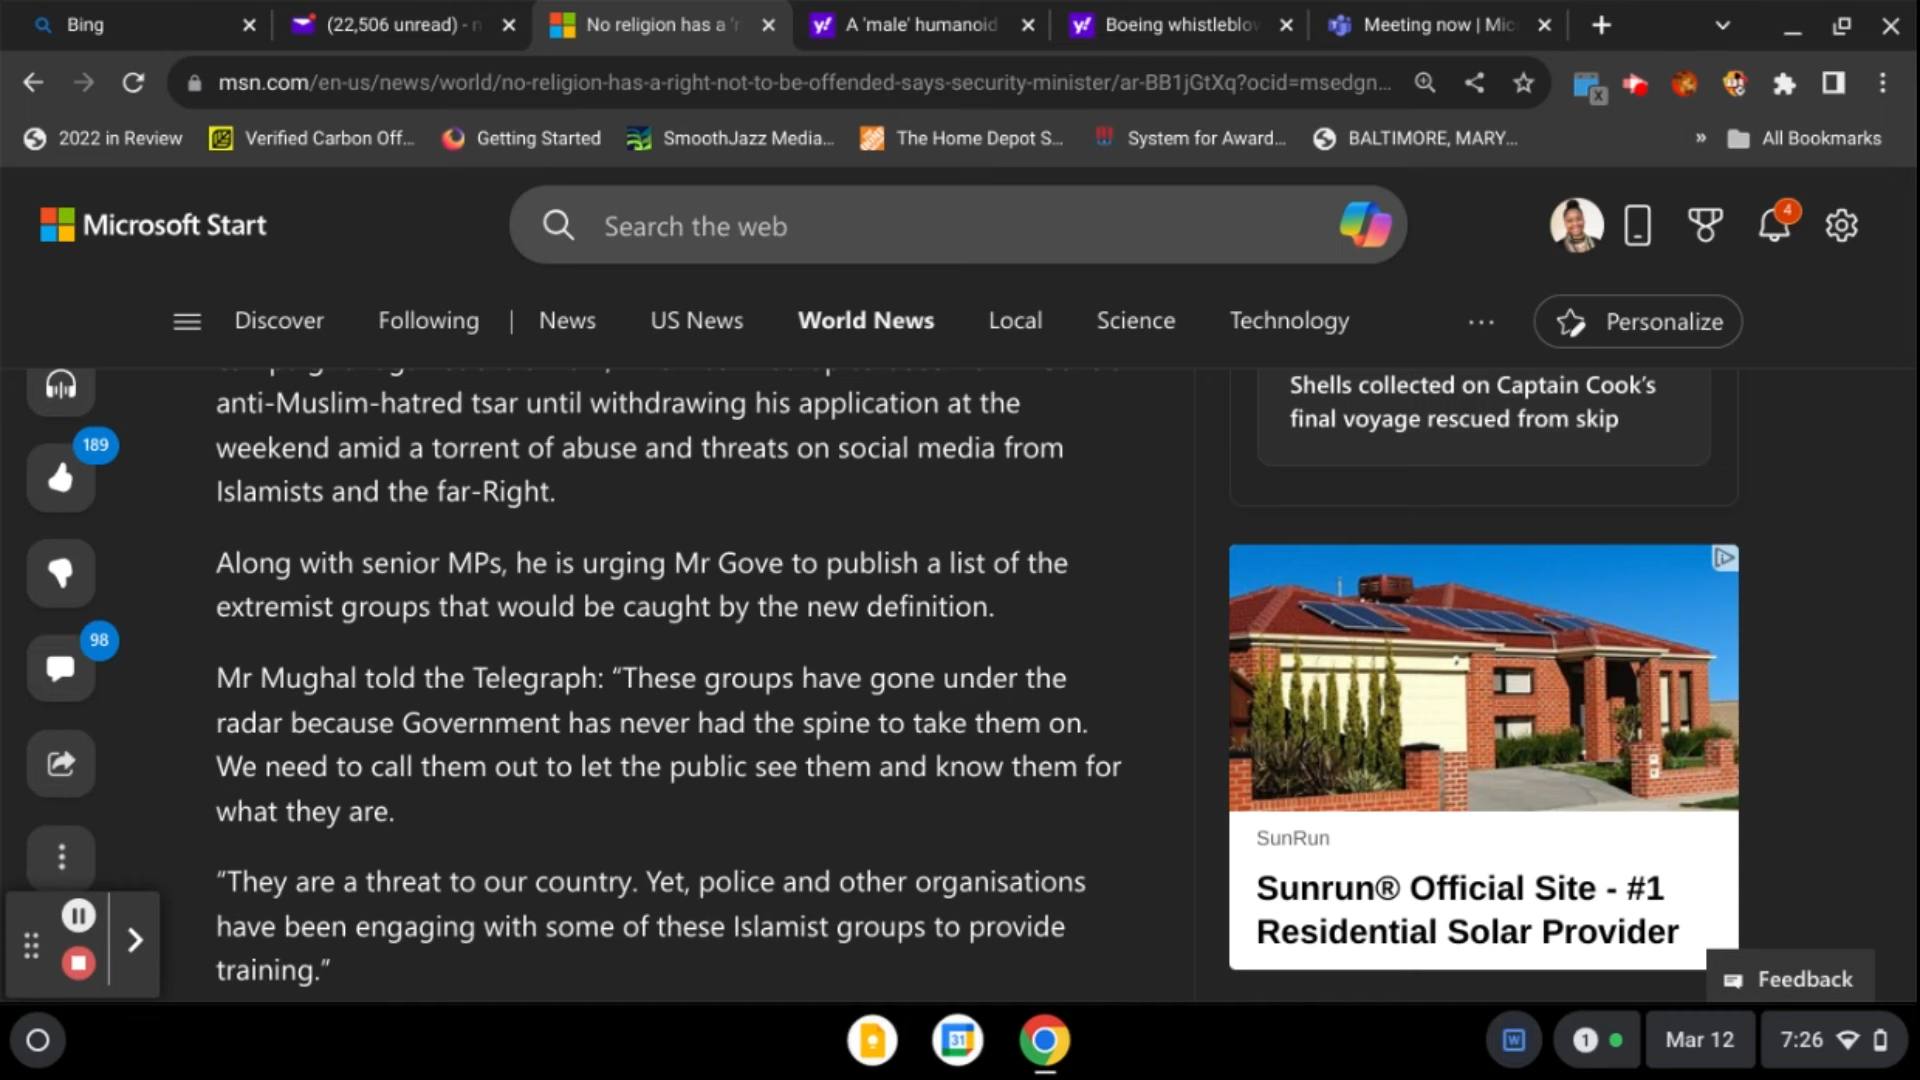 Bing
(22,506 unread) - n
No religion has a 'r
A 'male' humanoid
Boeing whistleblov
Meeting now | Mic
msn.com/en-us/news/world/no-religion-has-a-right-not-to-be-offended-says-security-minister/ar-BB1jGtXq?ocid=msedgn...
2022 in Review
Verified Carbon Off...
Getting Started
SmoothJazz Media...
The Home Depot S...
System for Award...
BALTIMORE, MARY...
»
All Bookmarks
Microsoft Start
Search the web
4
Discover
Following
News
US News
World News
Local
Science
Technology
...
Personalize
anti-Muslim-hatred tsar until withdrawing his application at the
weekend amid a torrent of abuse and threats on social media from
Islamists and the far-Right.
Along with senior MPs, he is urging Mr Gove to publish a list of the
extremist groups that would be caught by the new definition.
Mr Mughal told the Telegraph: “These groups have gone under the
radar because Government has never had the spine to take them on.
We need to call them out to let the public see them and know them for
what they are.
“They are a threat to our country. Yet, police and other organisations
have been engaging with some of these Islamist groups to provide
training.”
189
98
Shells collected on Captain Cook’s
final voyage rescued from skip
SunRun
Sunrun® Official Site - #1
Residential Solar Provider
Feedback
31
W
1
Mar 12
7:26